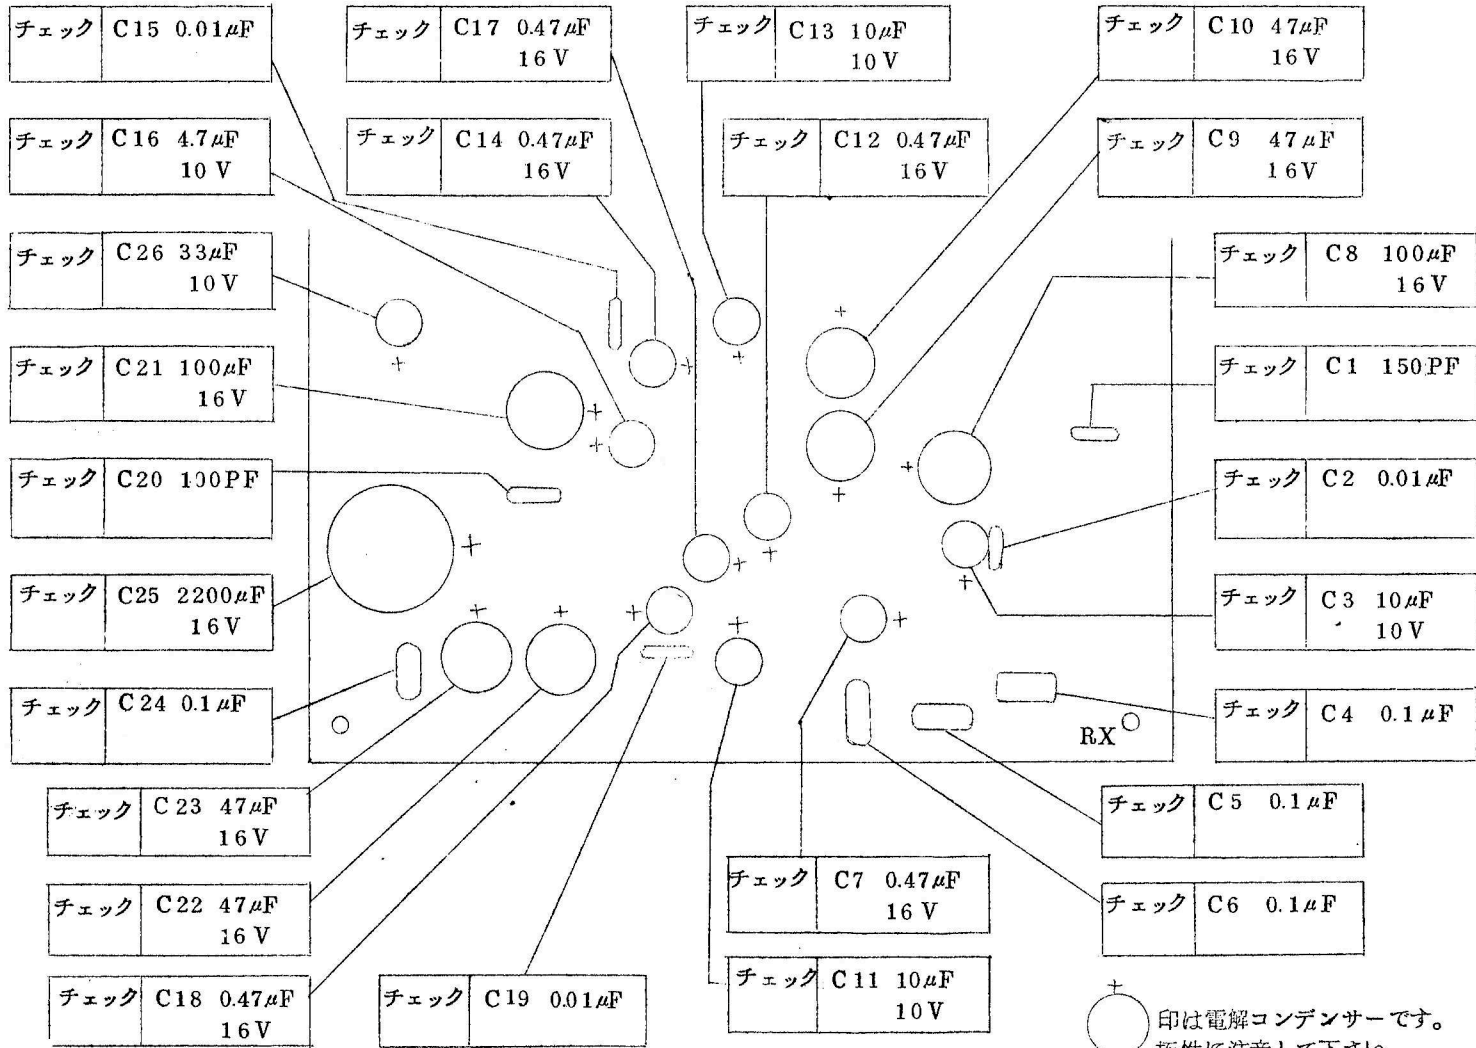 チェック C15 0.01μF
チェック C17 0.47μF
16V
チェック C13 10μF
10V
チェック C10 47μF
16V
チェック C16 4.7μF
10V
チェック C14 0.47μF
16V
チェック C12 0.47μF
16V
チェック C9 47μF
16V
チェック C26 33μF
10V
チェック C8 100μF
16V
チェック C21 100μF
16V
チェック C1 150PF
チェック C20 100PF
チェック C2 0.01μF
チェック C25 2200μF
16V
チェック C3 10μF
10V
チェック C24 0.1μF
チェック C4 0.1μF
RX
チェック C23 47μF
16V
チェック C5 0.1μF
チェック C22 47μF
16V
チェック C7 0.47μF
16V
チェック C6 0.1μF
チェック C18 0.47μF
16V
チェック C19 0.01μF
チェック C11 10μF
10V
印は電解コンデンサーです。
極性に注意して下さい